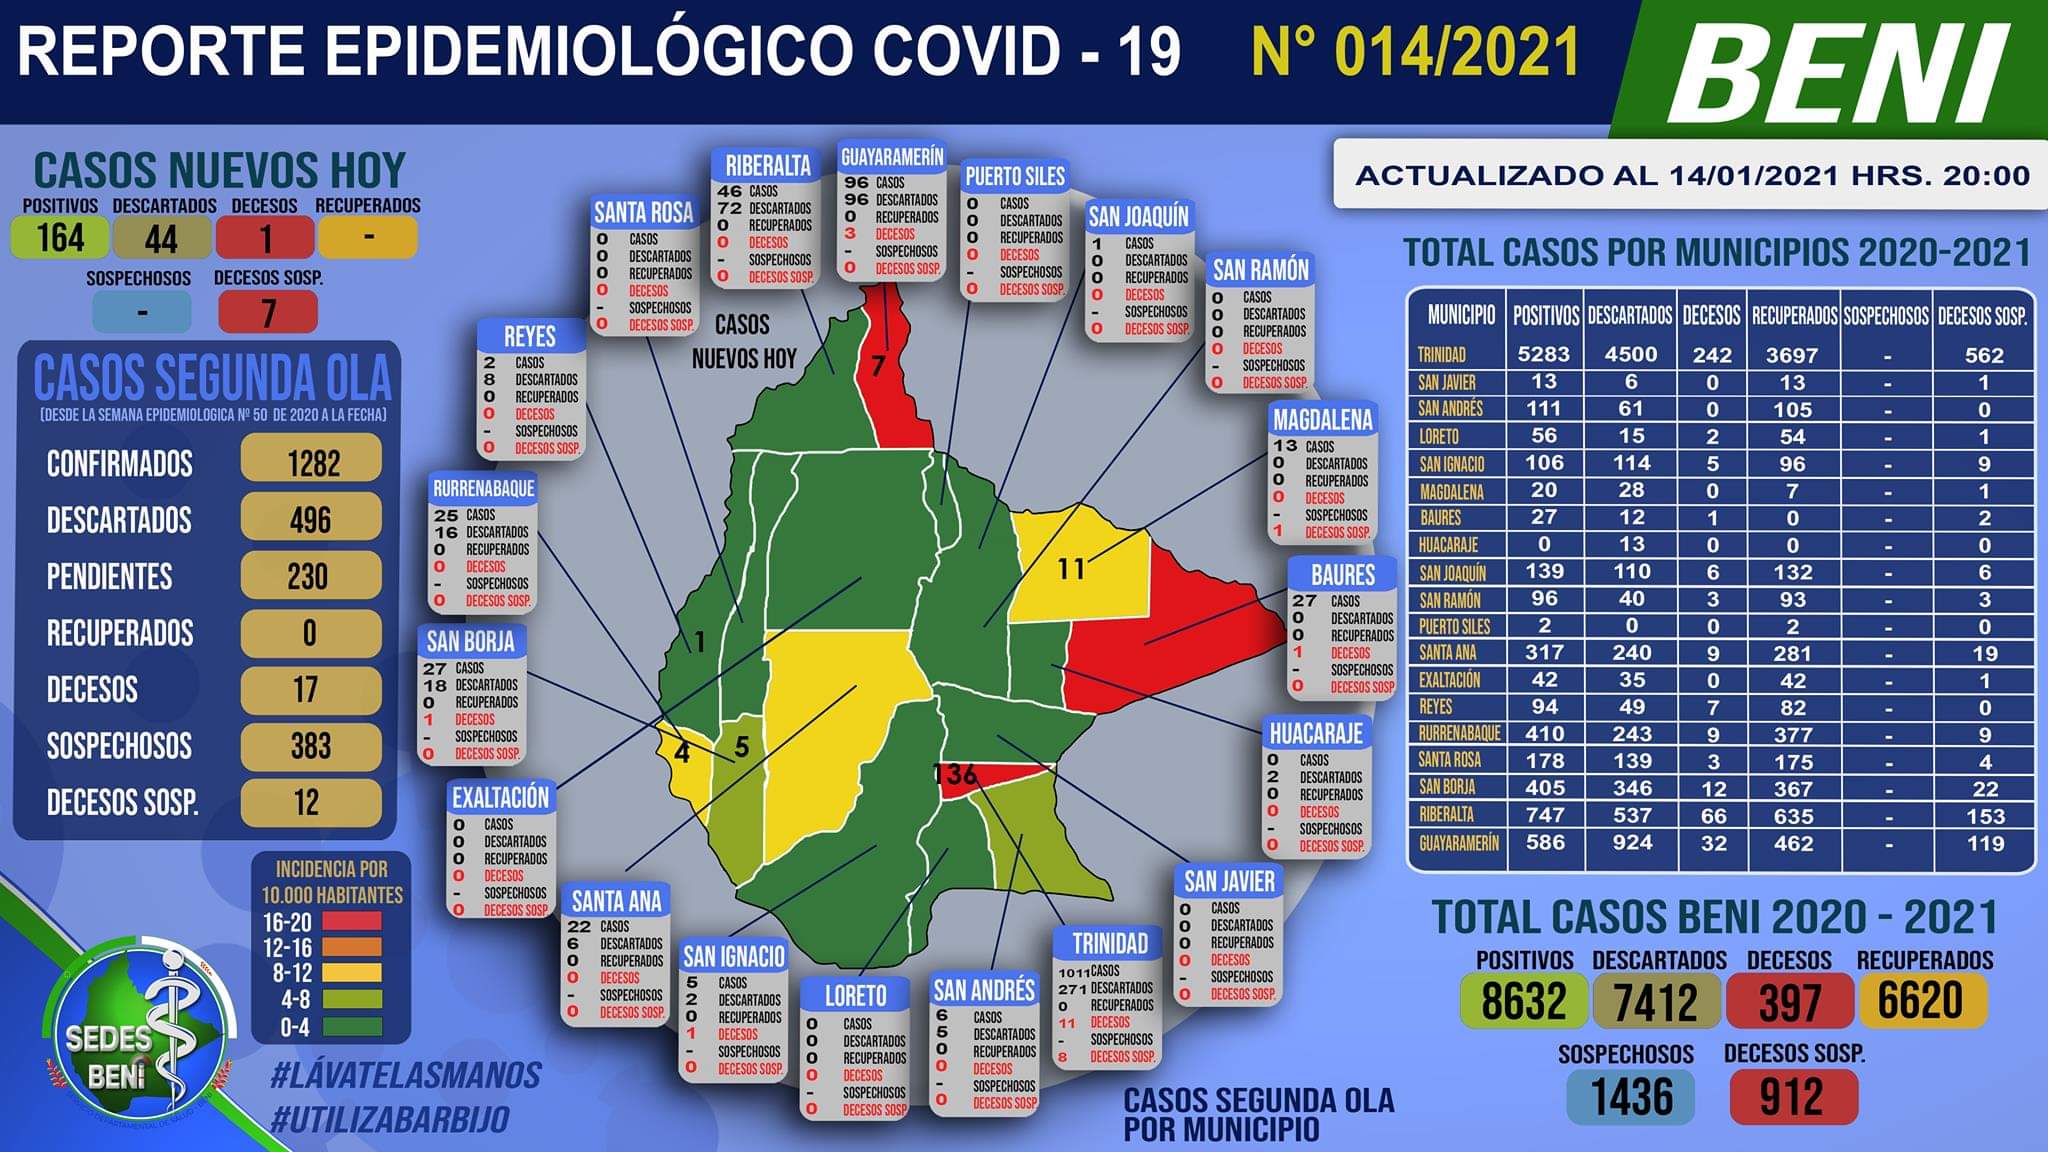 REPORTE EPIDEMIOLÓGICO COVID - 19 N° 014/2021 BENI
ACTUALIZADO AL 14/01/2021 HRS. 20:00
CASOS NUEVOS HOY
POSITIVOS DESCARTADOS DECESOS RECUPERADOS
164 44 1 -
SOSPECHOSOS DECESOS SOSP.
- 7
CASOS SEGUNDA OLA
(DESDE LA SEMANA EPIDEMIOLOGICA Nº 50 DE 2020 A LA FECHA)
CONFIRMADOS 1282
DESCARTADOS 496
PENDIENTES 230
RECUPERADOS 0
DECESOS 17
SOSPECHOSOS 383
DECESOS SOSP. 12
INCIDENCIA POR
10.000 HABITANTES
16-20
12-16
8-12
4-8
0-4
SEDES
BENI
#LÁVATELASMANOS
#UTILIZABARBIJO
CASOS
NUEVOS HOY
7
11
1
4
5
136
RIBERALTA
46 CASOS
72 DESCARTADOS
0 RECUPERADOS
0 DECESOS
- SOSPECHOSOS
0 DECESOS SOSP.
GUAYARAMERÍN
96 CASOS
96 DESCARTADOS
0 RECUPERADOS
3 DECESOS
- SOSPECHOSOS
0 DECESOS SOSP.
PUERTO SILES
0 CASOS
0 DESCARTADOS
0 RECUPERADOS
0 DECESOS
- SOSPECHOSOS
0 DECESOS SOSP.
SAN JOAQUÍN
1 CASOS
0 DESCARTADOS
0 RECUPERADOS
0 DECESOS
- SOSPECHOSOS
0 DECESOS SOSP.
SAN RAMÓN
0 CASOS
0 DESCARTADOS
0 RECUPERADOS
0 DECESOS
- SOSPECHOSOS
0 DECESOS SOSP.
MAGDALENA
13 CASOS
0 DESCARTADOS
0 RECUPERADOS
0 DECESOS
- SOSPECHOSOS
1 DECESOS SOSP.
BAURES
27 CASOS
0 DESCARTADOS
0 RECUPERADOS
1 DECESOS
- SOSPECHOSOS
0 DECESOS SOSP.
HUACARAJE
0 CASOS
2 DESCARTADOS
0 RECUPERADOS
0 DECESOS
- SOSPECHOSOS
0 DECESOS SOSP.
SAN JAVIER
0 CASOS
0 DESCARTADOS
0 RECUPERADOS
0 DECESOS
- SOSPECHOSOS
0 DECESOS SOSP.
TRINIDAD
1011 CASOS
271 DESCARTADOS
0 RECUPERADOS
11 DECESOS
- SOSPECHOSOS
8 DECESOS SOSP.
SAN ANDRÉS
6 CASOS
5 DESCARTADOS
0 RECUPERADOS
0 DECESOS
- SOSPECHOSOS
0 DECESOS SOSP.
LORETO
0 CASOS
0 DESCARTADOS
0 RECUPERADOS
0 DECESOS
- SOSPECHOSOS
0 DECESOS SOSP.
SAN IGNACIO
5 CASOS
2 DESCARTADOS
0 RECUPERADOS
1 DECESOS
- SOSPECHOSOS
0 DECESOS SOSP.
SANTA ANA
22 CASOS
6 DESCARTADOS
0 RECUPERADOS
0 DECESOS
- SOSPECHOSOS
0 DECESOS SOSP.
EXALTACIÓN
0 CASOS
0 DESCARTADOS
0 RECUPERADOS
0 DECESOS
- SOSPECHOSOS
0 DECESOS SOSP.
SAN BORJA
27 CASOS
18 DESCARTADOS
0 RECUPERADOS
1 DECESOS
- SOSPECHOSOS
0 DECESOS SOSP.
RURRENABAQUE
25 CASOS
16 DESCARTADOS
0 RECUPERADOS
0 DECESOS
- SOSPECHOSOS
0 DECESOS SOSP.
REYES
2 CASOS
8 DESCARTADOS
0 RECUPERADOS
0 DECESOS
- SOSPECHOSOS
0 DECESOS SOSP.
SANTA ROSA
0 CASOS
0 DESCARTADOS
0 RECUPERADOS
0 DECESOS
- SOSPECHOSOS
0 DECESOS SOSP.
CASOS SEGUNDA OLA
POR MUNICIPIO
TOTAL CASOS POR MUNICIPIOS 2020-2021
MUNICIPIO POSITIVOS DESCARTADOS DECESOS RECUPERADOS SOSPECHOSOS DECESOS SOSP.
TRINIDAD 5283 4500 242 3697 - 562
SAN JAVIER 13 6 0 13 - 1
SAN ANDRÉS 111 61 0 105 - 0
LORETO 56 15 2 54 - 1
SAN IGNACIO 106 114 5 96 - 9
MAGDALENA 20 28 0 7 - 1
BAURES 27 12 1 0 - 2
HUACARAJE 0 13 0 0 - 0
SAN JOAQUÍN 139 110 6 132 - 6
SAN RAMÓN 96 40 3 93 - 3
PUERTO SILES 2 0 0 2 - 0
SANTA ANA 317 240 9 281 - 19
EXALTACIÓN 42 35 0 42 - 1
REYES 94 49 7 82 - 0
RURRENABAQUE 410 243 9 377 - 9
SANTA ROSA 178 139 3 175 - 4
SAN BORJA 405 346 12 367 - 22
RIBERALTA 747 537 66 635 - 153
GUAYARAMERÍN 586 924 32 462 - 119
TOTAL CASOS BENI 2020 - 2021
POSITIVOS DESCARTADOS DECESOS RECUPERADOS
8632 7412 397 6620
SOSPECHOSOS DECESOS SOSP.
1436 912